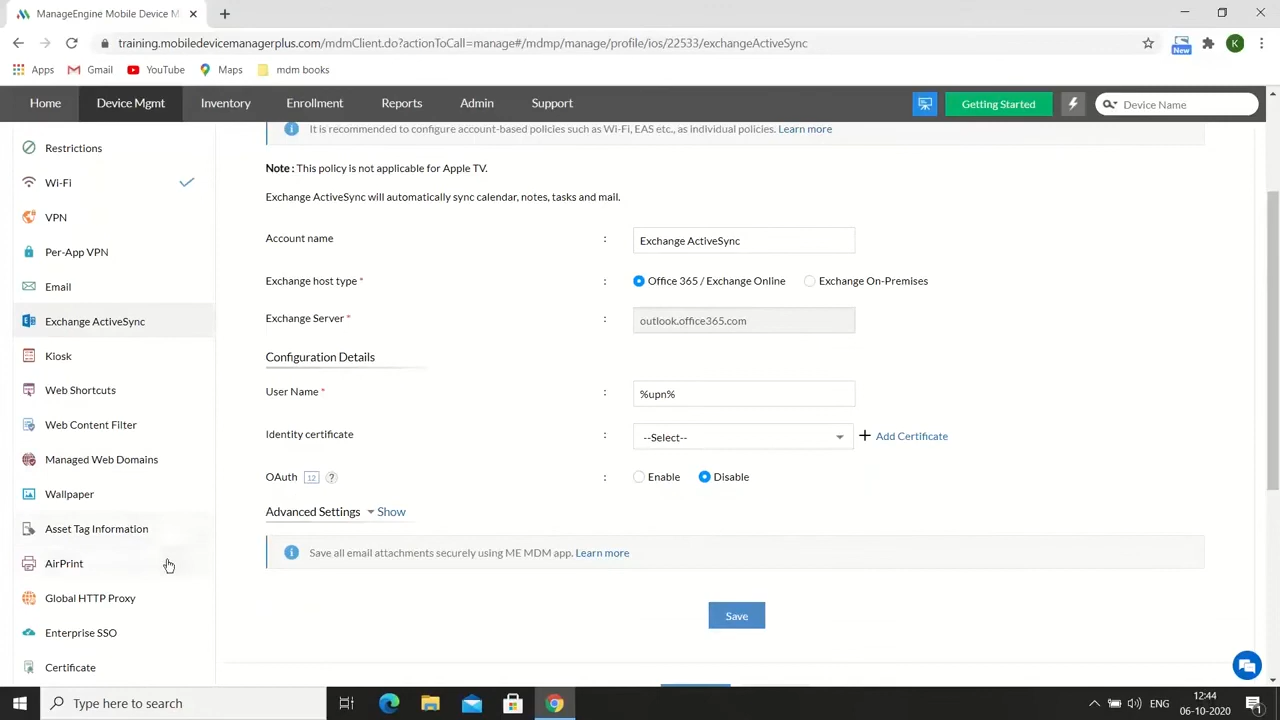 ManageEngine Mobile Device M
training.mobiledevicemanagerplus.com/mdmClient.do?actionToCall=manage#/mdmp/manage/profile/ios/22533/exchangeActiveSync
New
K
Apps Gmail YouTube Maps mdm books
Home Device Mgmt Inventory Enrollment Reports Admin Support Getting Started Device Name
It is recommended to configure account-based policies such as Wi-Fi, EAS etc., as individual policies. Learn more
Restrictions
Wi-Fi
VPN
Per-App VPN
Email
Exchange ActiveSync
Kiosk
Web Shortcuts
Web Content Filter
Managed Web Domains
Wallpaper
Asset Tag Information
AirPrint
Global HTTP Proxy
Enterprise SSO
Certificate
Note : This policy is not applicable for Apple TV.
Exchange ActiveSync will automatically sync calendar, notes, tasks and mail.
Account name : Exchange ActiveSync
Exchange host type * : Office 365 / Exchange Online Exchange On-Premises
Exchange Server * : outlook.office365.com
Configuration Details
User Name * : %upn%
Identity certificate : --Select-- + Add Certificate
OAuth 12 ? : Enable Disable
Advanced Settings Show
Save all email attachments securely using ME MDM app. Learn more
Save
Type here to search
ENG
12:44
06-10-2020
1